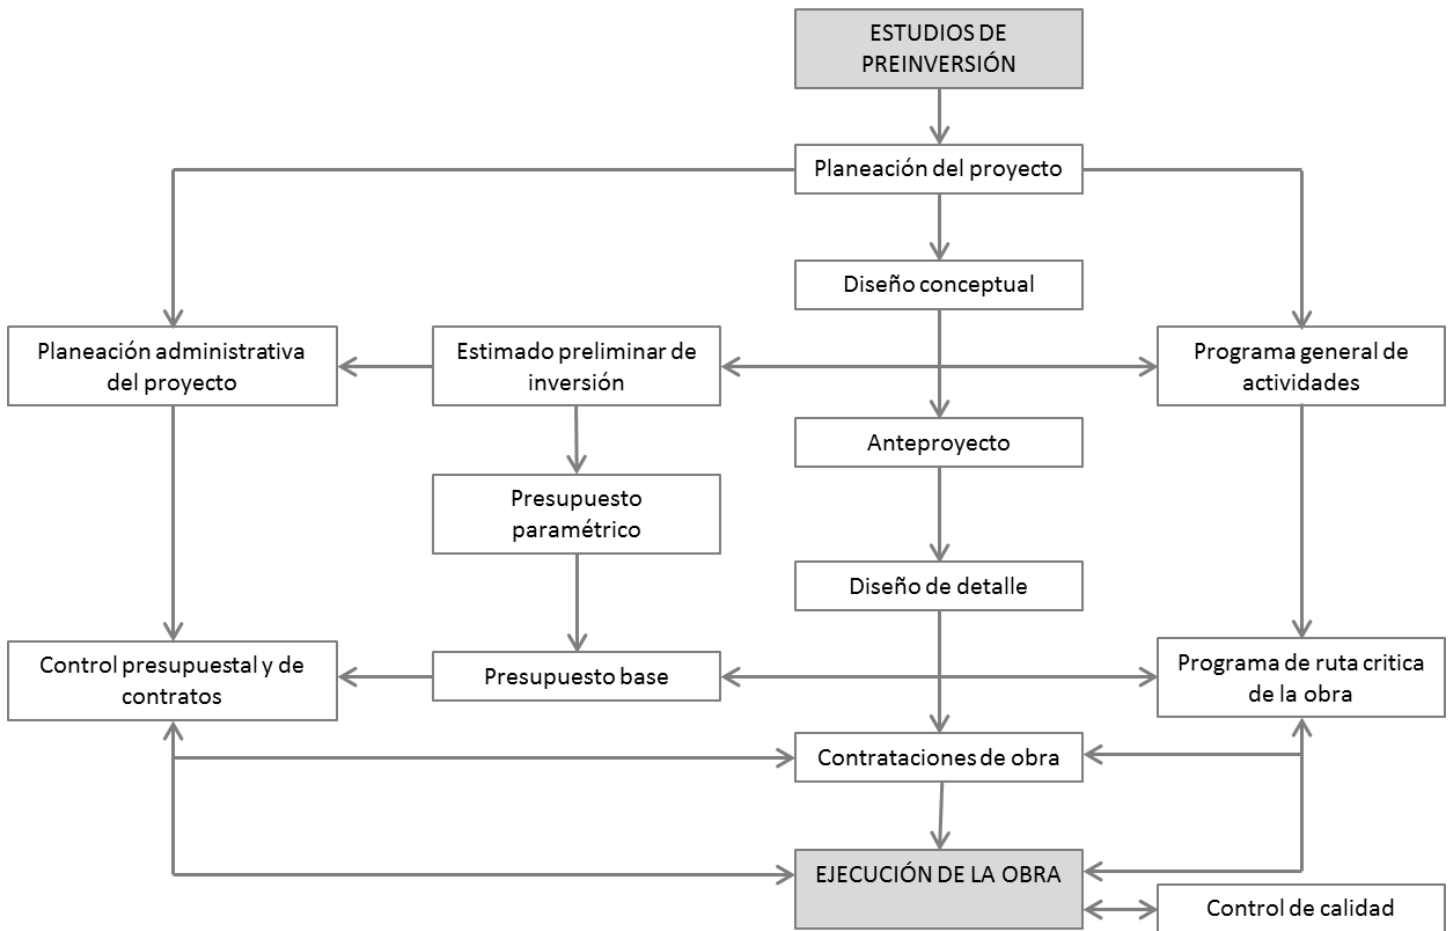 ESTUDIOS DE
PREINVERSIÓN
Planeación del proyecto
Diseño conceptual
Planeación administrativa
del proyecto
Estimado preliminar de
inversión
Programa general de
actividades
Anteproyecto
Presupuesto
paramétrico
Diseño de detalle
Control presupuestal y de
contratos
Presupuesto base
Programa de ruta critica
de la obra
Contrataciones de obra
EJECUCIÓN DE LA OBRA
Control de calidad